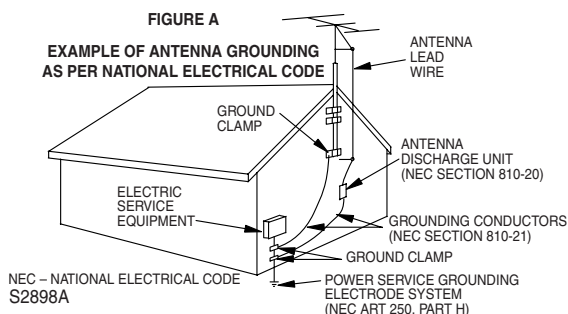 FIGURE A
EXAMPLE OF ANTENNA GROUNDING
AS PER NATIONAL ELECTRICAL CODE
ANTENNA
LEAD
WIRE
GROUND
CLAMP
ANTENNA
DISCHARGE UNIT
(NEC SECTION 810-20)
ELECTRIC
SERVICE
EQUIPMENT
GROUNDING CONDUCTORS
(NEC SECTION 810-21)
GROUND CLAMP
NEC – NATIONAL ELECTRICAL CODE
S2898A
POWER SERVICE GROUNDING
ELECTRODE SYSTEM
(NEC ART 250, PART H)